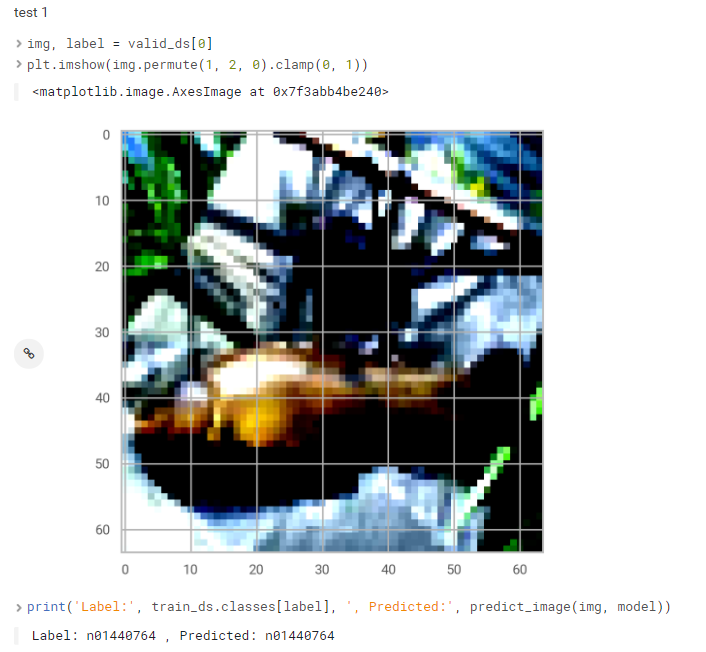 test 1
img, label = valid_ds[0]
plt.imshow(img.permute(1, 2, 0).clamp(0, 1))
<matplotlib.image.AxesImage at 0x7f3abb4be240>
0
10
20
30
40
50
60
0 10 20 30 40 50 60
print('Label:', train_ds.classes[label], ', Predicted:', predict_image(img, model))
Label: n01440764 , Predicted: n01440764